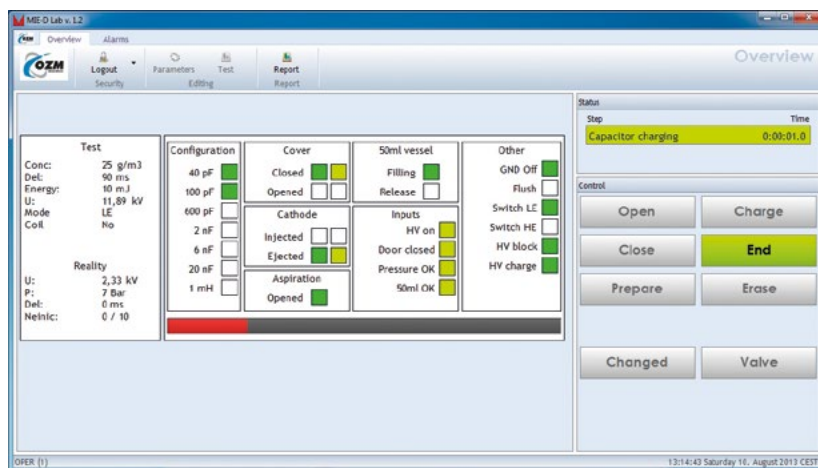 MIE-D Lab v. 1.2
Overview Alarms
OZM
Logout Parameters Test Report
Security Editing Report
Overview
Status
Step Time
Capacitor charging 0:00:01.0
Test
Conc: 25 g/m3
Del: 90 ms
Energy: 10 mJ
U: 11,89 kV
Mode LE
Coil No
Reality
U: 2,33 kV
P: 7 Bar
Del: 0 ms
Neinic: 0 / 10
Configuration
40 pF
100 pF
600 pF
2 nF
6 nF
20 nF
1 mH
Cover
Closed
Opened
Cathode
Injected
Ejected
Aspiration
Opened
50ml vessel
Filling
Release
Inputs
HV on
Door closed
Pressure OK
50ml OK
Other
GND Off
Flush
Switch LE
Switch HE
HV block
HV charge
Control
Open Charge
Close End
Prepare Erase
Changed Valve
OPER (1)
13:14:43 Saturday 10. August 2013 CEST